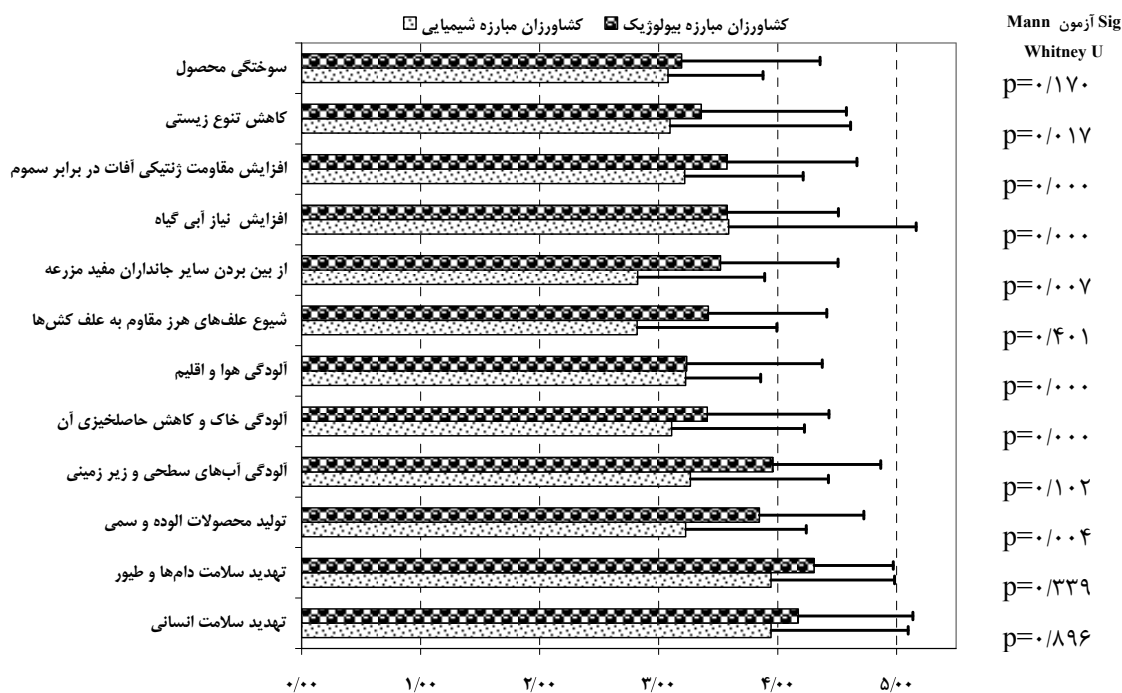 کشاورزان مبارزه بیولوژیک
کشاورزان مبارزه شیمیایی
Sig آزمون Mann
Whitney U
سوختگی محصول
p=۰/۱۷۰
کاهش تنوع زیستی
p=۰/۰۱۷
افزایش مقاومت ژنتیکی آفات در برابر سموم
p=۰/۰۰۰
افزایش نیاز آبی گیاه
p=۰/۰۰۰
از بین بردن سایر جانداران مفید مزرعه
p=۰/۰۰۷
شیوع علف‌های هرز مقاوم به علف کش‌ها
p=۰/۴۰۱
آلودگی هوا و اقلیم
p=۰/۰۰۰
آلودگی خاک و کاهش حاصلخیزی آن
p=۰/۰۰۰
آلودگی آب‌های سطحی و زیر زمینی
p=۰/۱۰۲
تولید محصولات الوده و سمی
p=۰/۰۰۴
تهدید سلامت دام‌ها و طیور
p=۰/۳۳۹
تهدید سلامت انسانی
p=۰/۸۹۶
۰/۰۰ ۱/۰۰ ۲/۰۰ ۳/۰۰ ۴/۰۰ ۵/۰۰